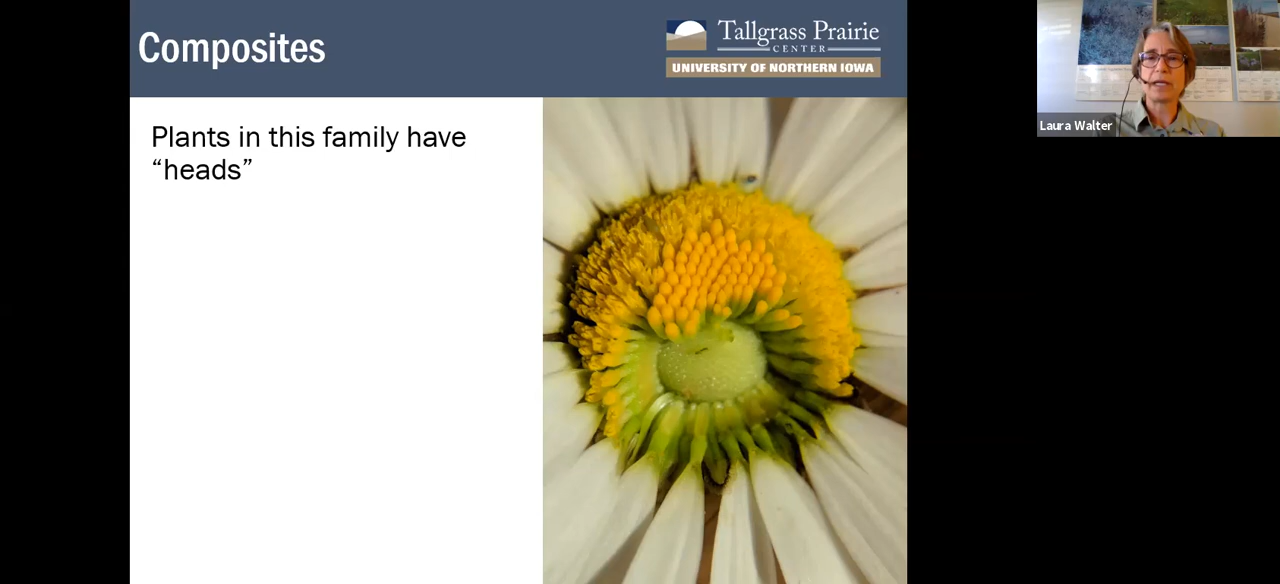 Composites
Tallgrass Prairie
CENTER
UNIVERSITY OF NORTHERN IOWA
Laura Walter
Plants in this family have
“heads”